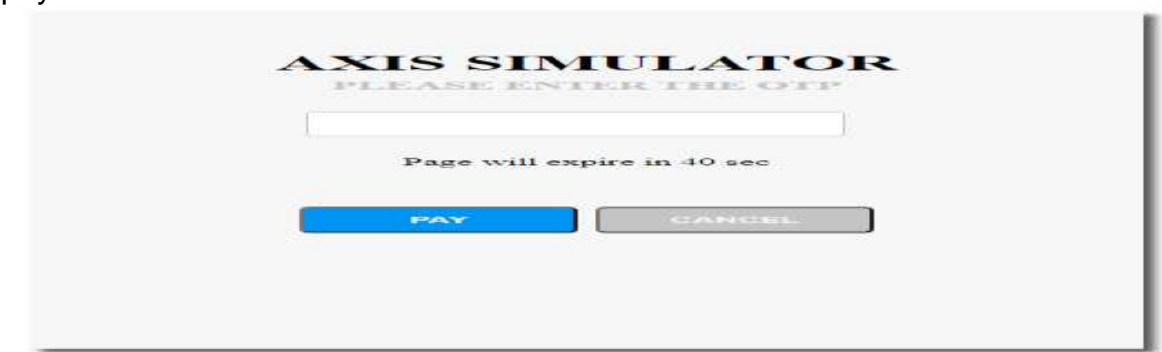 AXIS SIMULATOR
PLEASE ENTER THE OTP
Page will expire in 40 sec
PAY CANCEL